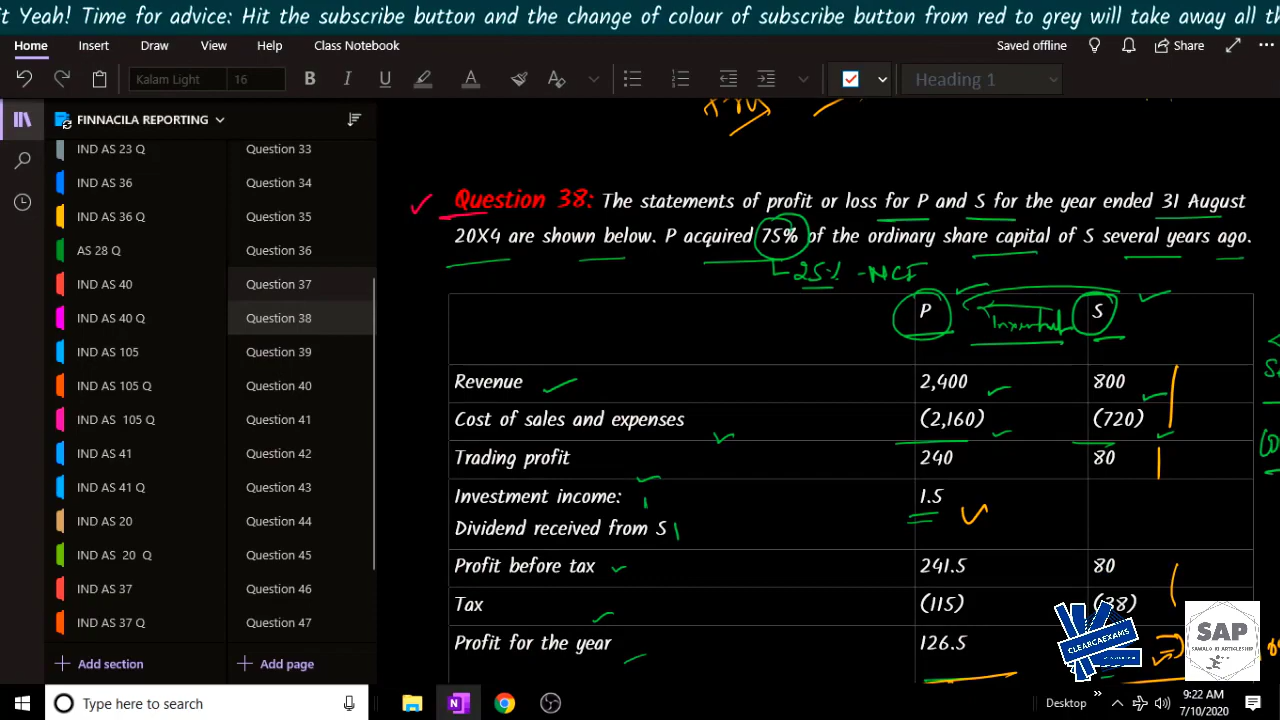 it Yeah! Time for advice: Hit the subscribe button and the change of colour of subscribe button from red to grey will take away all th
Home Insert Draw View Help Class Notebook Saved offline Share
Kalam Light 16 B I U A Heading 1
FINNACILA REPORTING
IND AS 23 Q Question 33
IND AS 36 Question 34
IND AS 36 Q Question 35
AS 28 Q Question 36
IND AS 40 Question 37
IND AS 40 Q Question 38
IND AS 105 Question 39
IND AS 105 Q Question 40
IND AS 105 Q Question 41
IND AS 41 Question 42
IND AS 41 Q Question 43
IND AS 20 Question 44
IND AS 20 Q Question 45
IND AS 37 Question 46
IND AS 37 Q Question 47
Add section Add page
Question 38: The statements of profit or loss for P and S for the year ended 31 August
20X4 are shown below. P acquired 75% of the ordinary share capital of S several years ago.
25% - NCI
P S
Revenue 2,400 800
Cost of sales and expenses (2,160) (720)
Trading profit 240 80
Investment income: 1.5
Dividend received from S
Profit before tax 241.5 80
Tax (115) (38)
Profit for the year 126.5
CLEARCAEXAMS
SAP
SAWALO KI ARTICLESHIP
Type here to search
Desktop
9:22 AM
7/10/2020